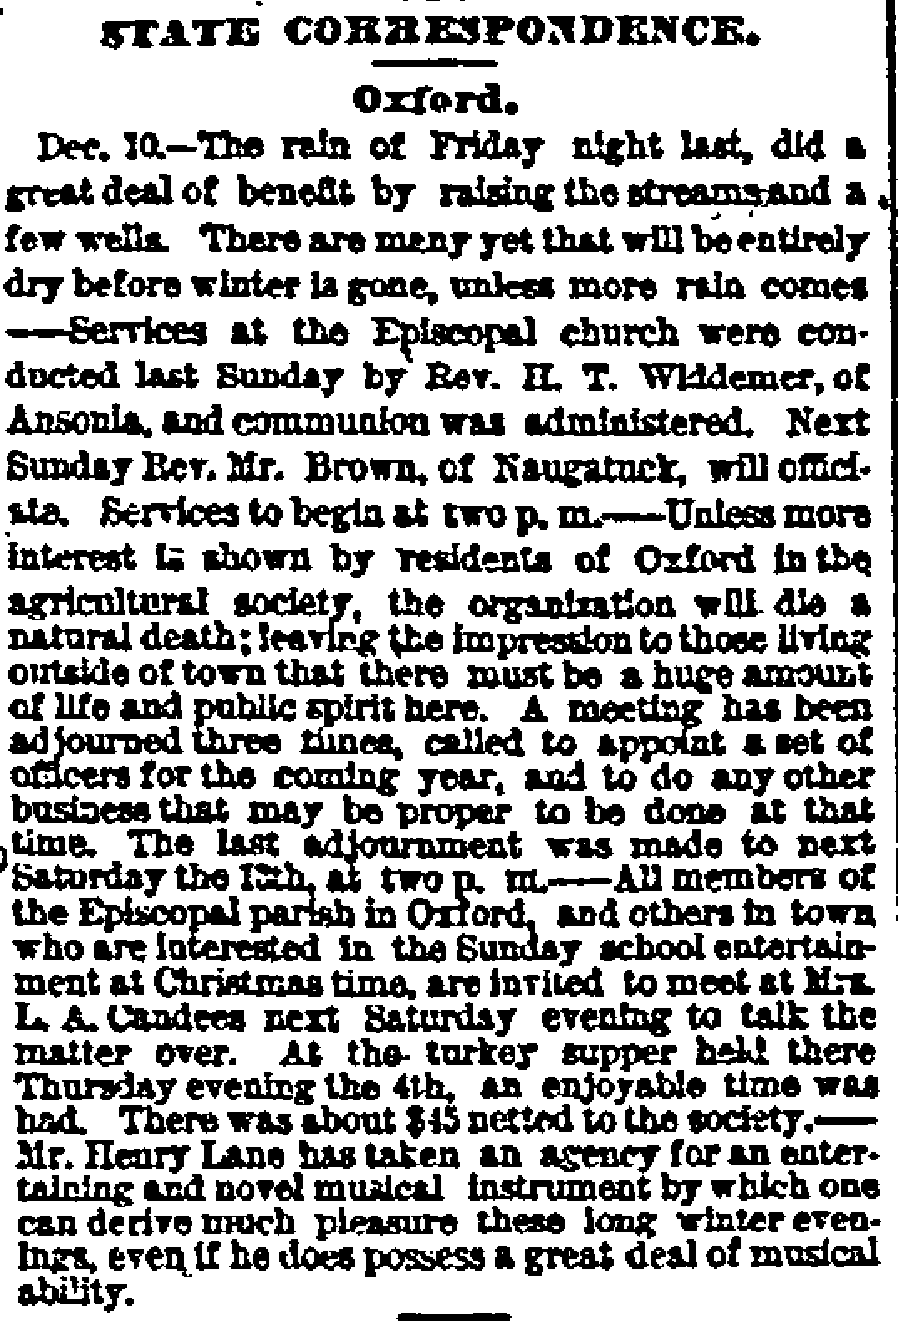 STATE CORRESPONDENCE.
Oxford.
Dec. 10.—The rain of Friday night last, did a
great deal of benefit by raising the streams and a
few wells. There are many yet that will be entirely
dry before winter is gone, unless more rain comes
——Services at the Episcopal church were con-
ducted last Sunday by Rev. H. T. Widdemer, of
Ansonia, and communion was administered. Next
Sunday Rev. Mr. Brown, of Naugatuck, will offici-
ate. Services to begin at two p. m.——Unless more
interest is shown by residents of Oxford in the
agricultural society, the organization will die a
natural death; leaving the impression to those living
outside of town that there must be a huge amount
of life and public spirit here. A meeting has been
adjourned three times, called to appoint a set of
officers for the coming year, and to do any other
business that may be proper to be done at that
time. The last adjournment was made to next
Saturday the 13th, at two p. m.——All members of
the Episcopal parish in Oxford, and others in town
who are interested in the Sunday school entertain-
ment at Christmas time, are invited to meet at Mrs.
L. A. Candees next Saturday evening to talk the
matter over. At the turkey supper held there
Thursday evening the 4th, an enjoyable time was
had. There was about $45 netted to the society.——
Mr. Henry Lane has taken an agency for an enter-
taining and novel musical instrument by which one
can derive much pleasure these long winter even-
ings, even if he does possess a great deal of musical
ability.